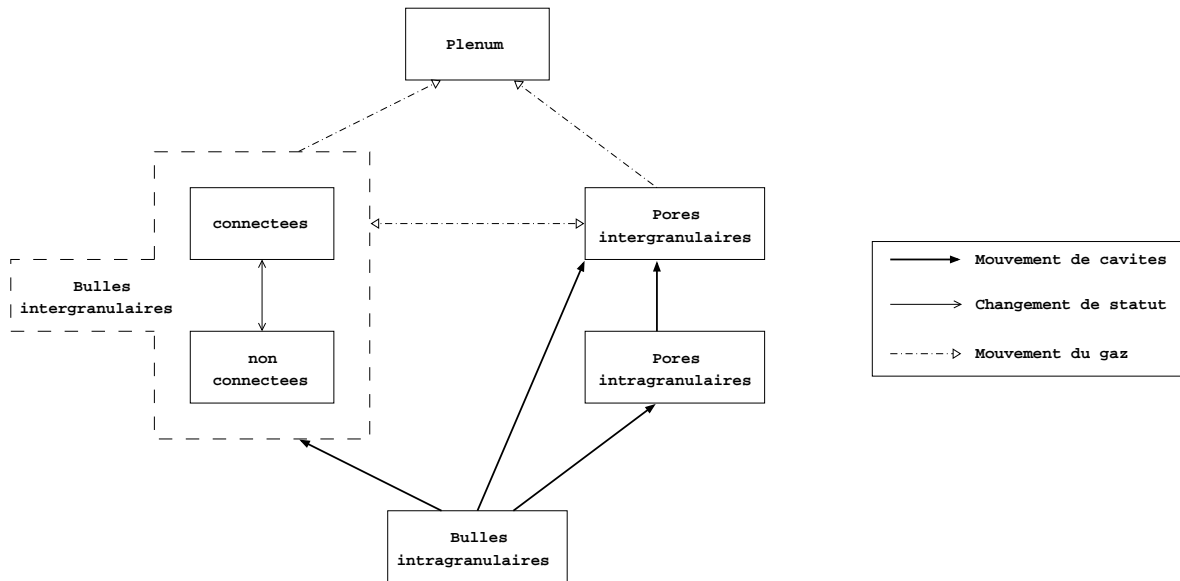 Plenum
connectees
Pores
intergranulaires
Bulles
intergranulaires
non
connectees
Pores
intragranulaires
Bulles
intragranulaires
Mouvement de cavites
Changement de statut
Mouvement du gaz